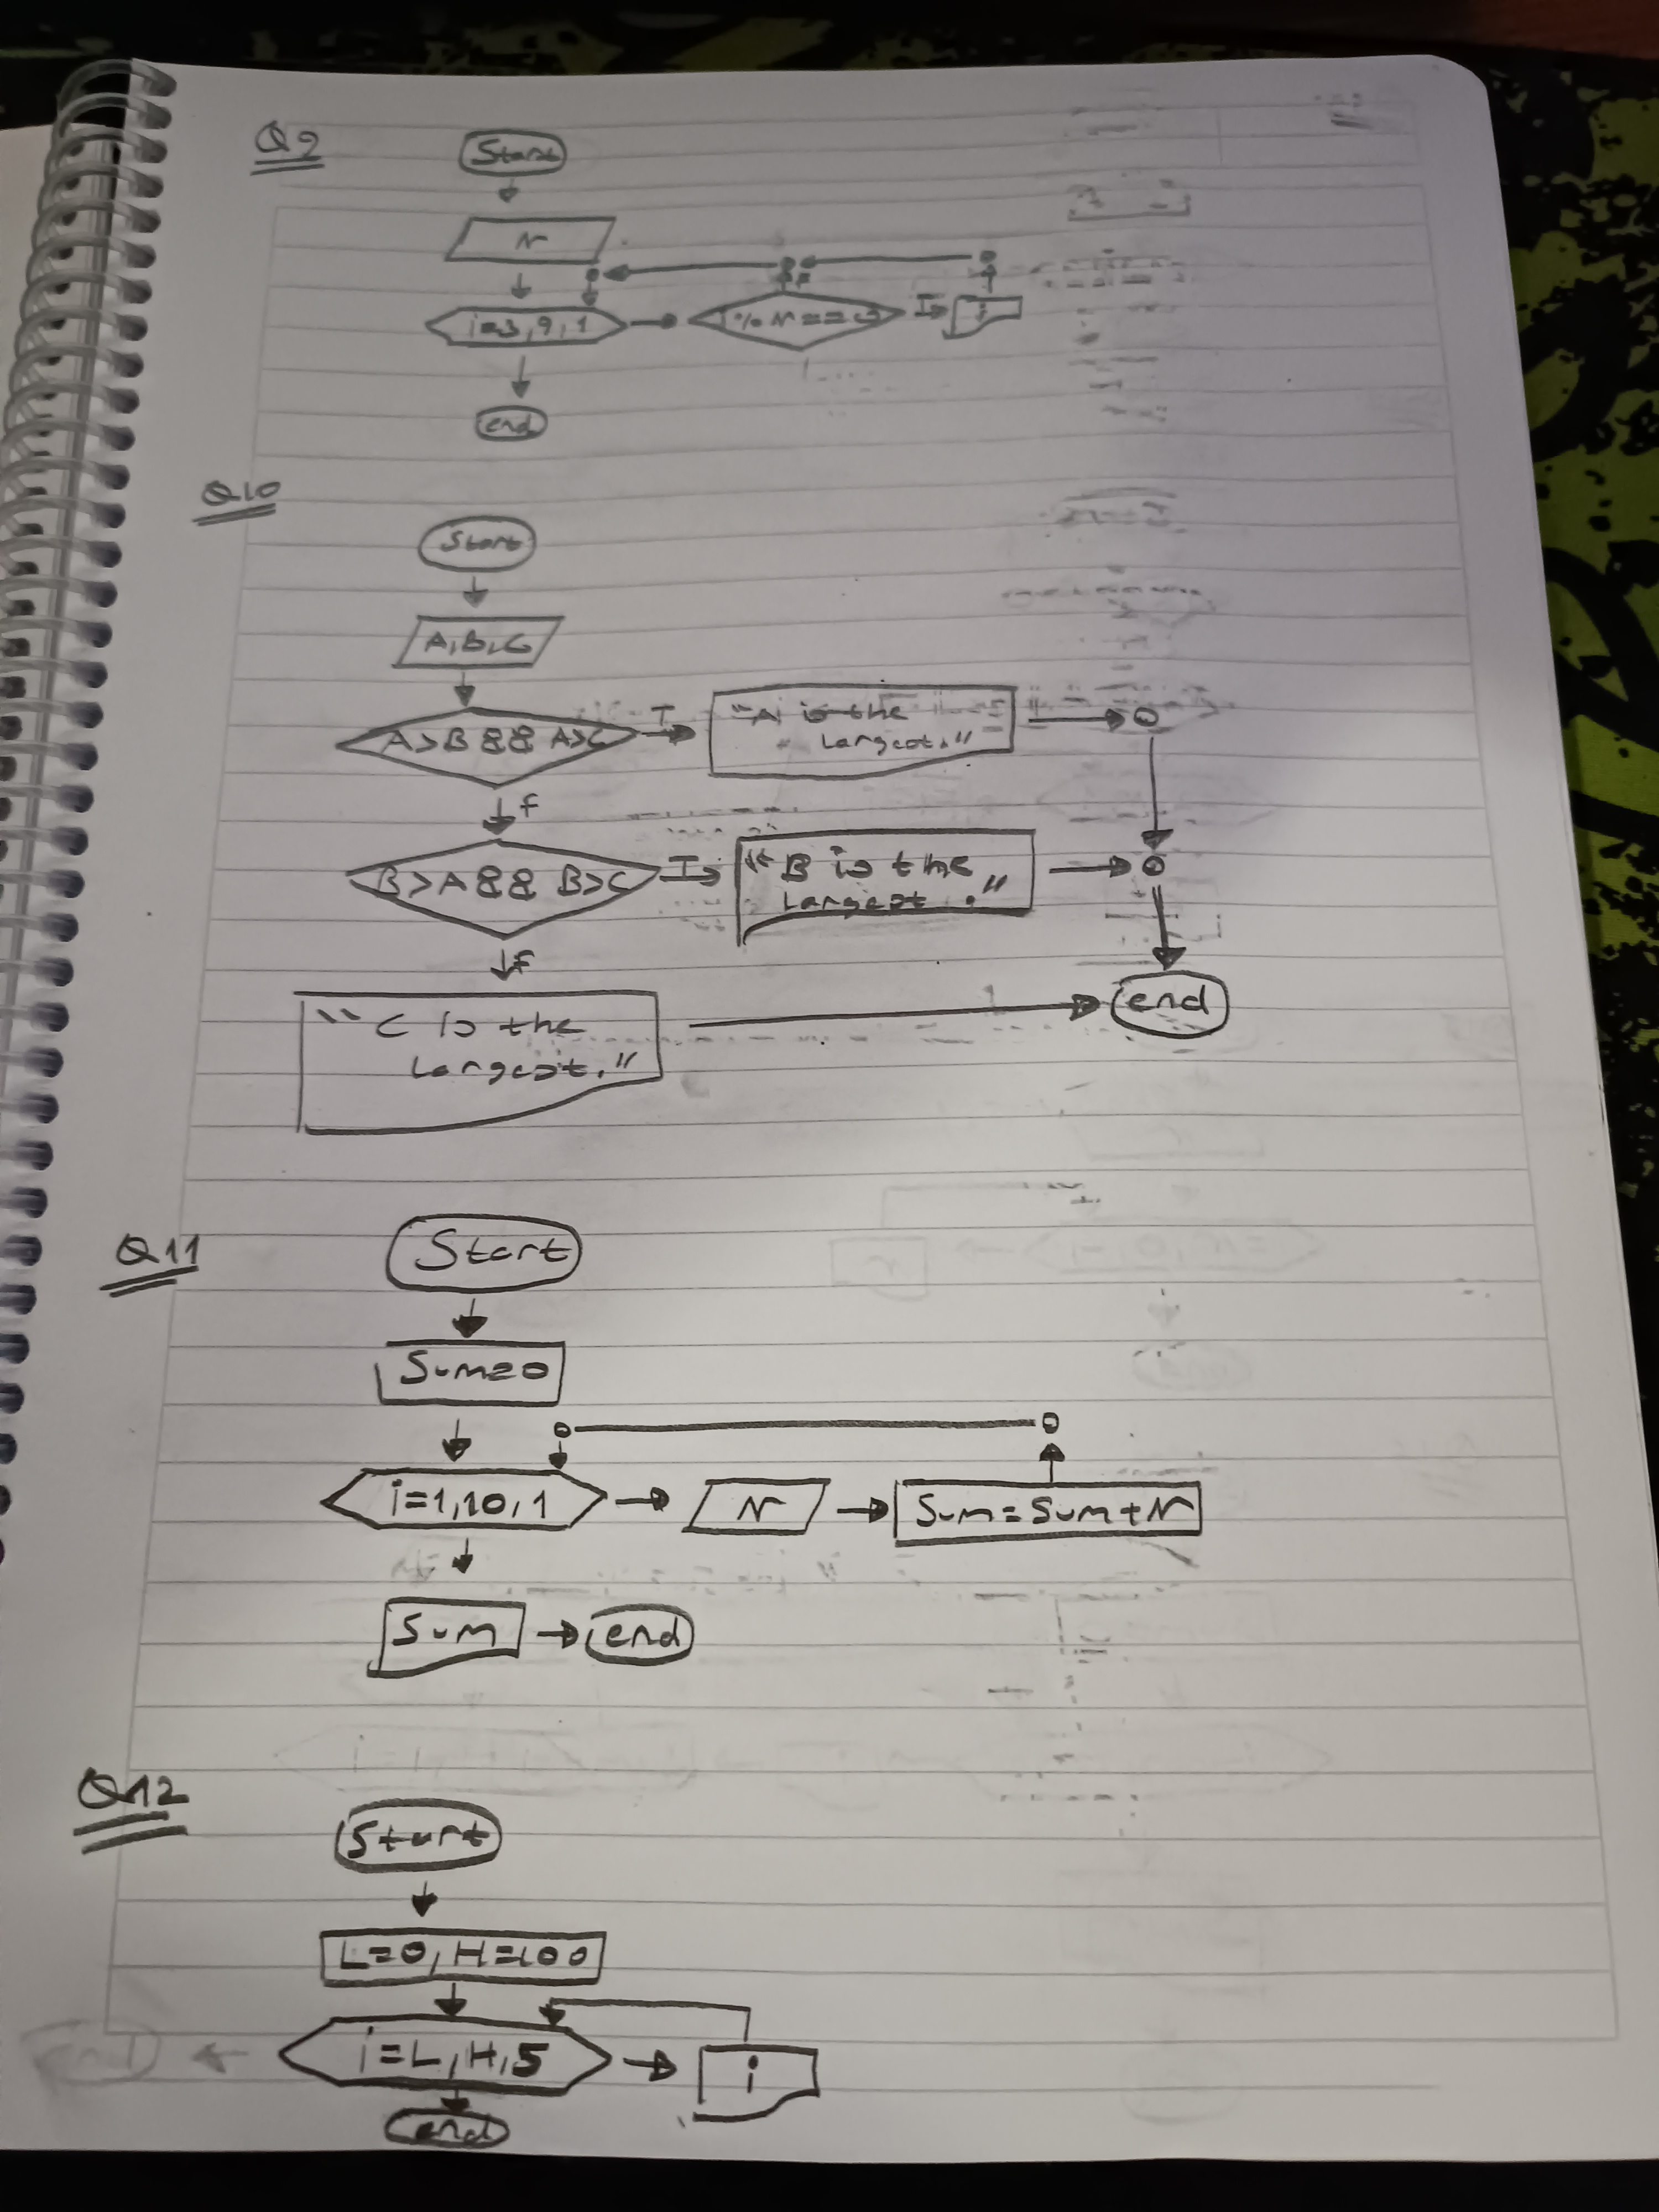 Q9
Start
N
i=3,9,1
F
T
i
end
Q10
Start
A,B,C
A>B && A>C
T
"A is the
largest."
f
B>A && B>C
T
"B is the
largest."
f
"C is the
largest."
end
Q11
Start
Sum=0
i=1,10,1
N
Sum=Sum+N
Sum
end
Q12
Start
L=0, H=100
i=L,H,5
i
end